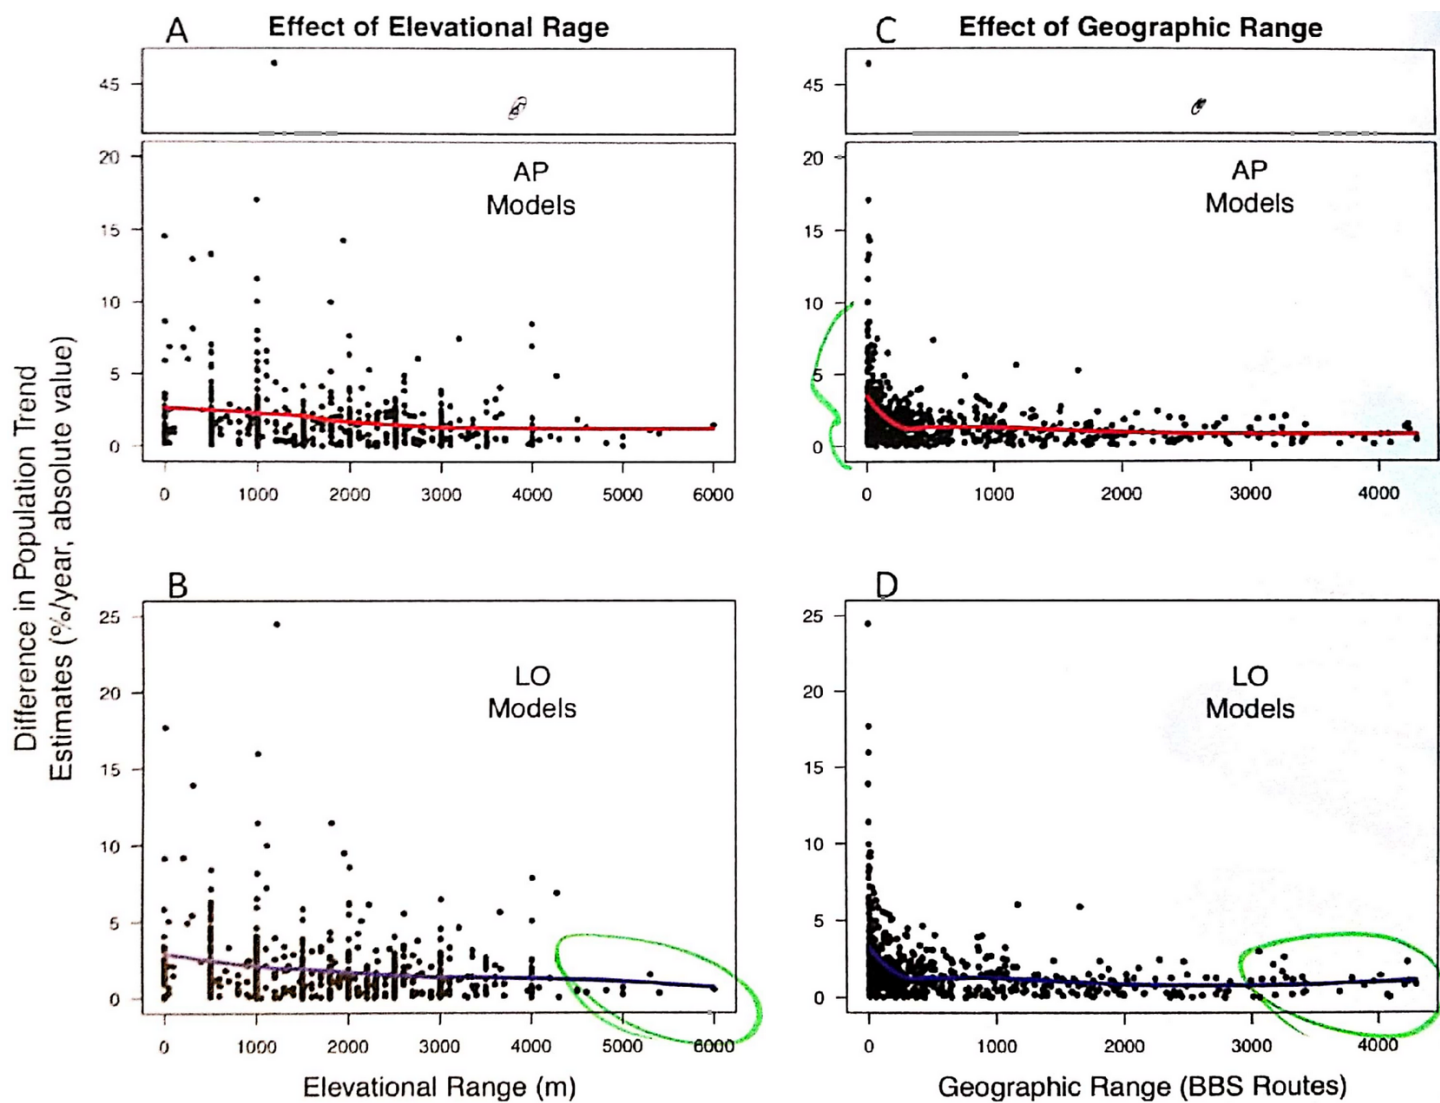 A Effect of Elevational Rage
45
20
AP
Models
15
10
5
0
0 1000 2000 3000 4000 5000 6000
C Effect of Geographic Range
45
20
AP
Models
15
10
5
0
0 1000 2000 3000 4000
Difference in Population Trend
Estimates (%/year, absolute value)
B
25
LO
Models
20
15
10
5
0
0 1000 2000 3000 4000 5000 6000
Elevational Range (m)
D
25
LO
Models
20
15
10
5
0
0 1000 2000 3000 4000
Geographic Range (BBS Routes)